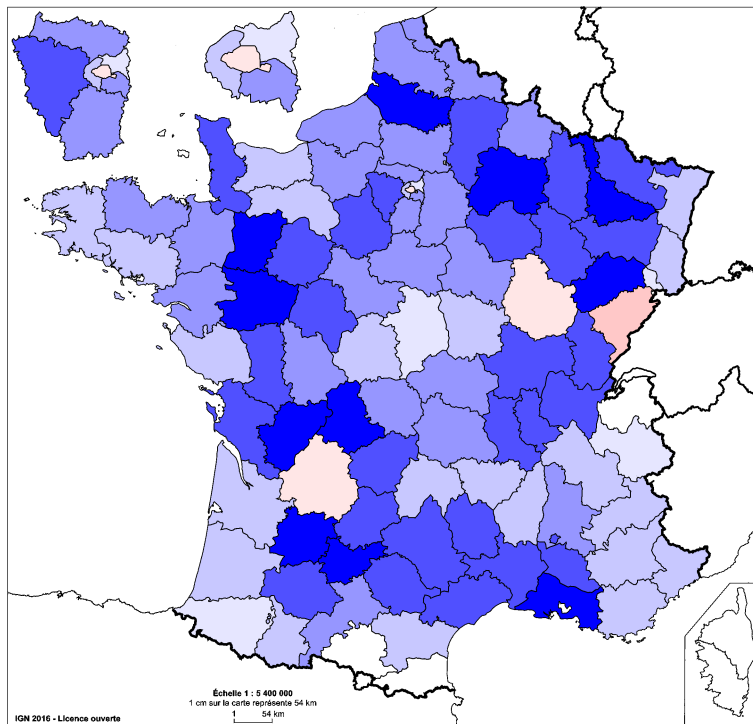 Échelle 1 : 5 400 000
1 cm sur la carte représente 54 km
1 54 km
IGN 2016 - Licence ouverte